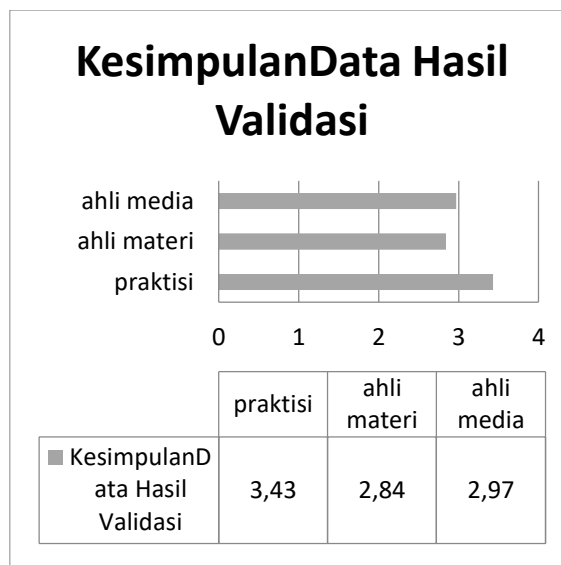 KesimpulanData Hasil
Validasi
ahli media
ahli materi
praktisi
0 1 2 3 4
praktisi ahli materi ahli media
KesimpulanD
ata Hasil
Validasi
3,43 2,84 2,97